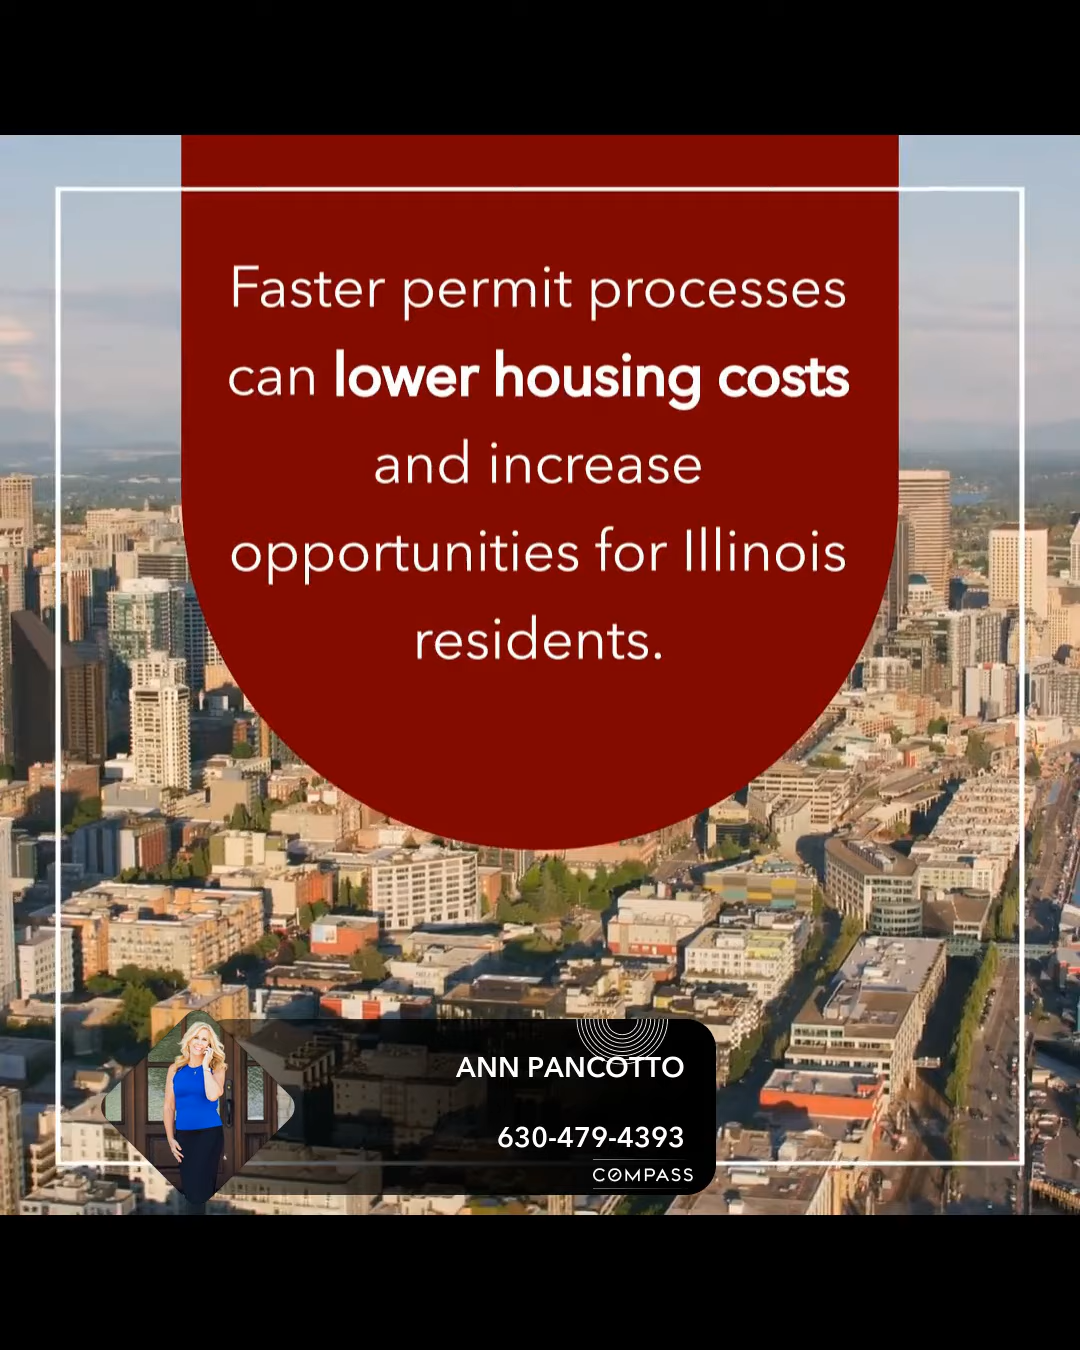 Faster permit processes
can lower housing costs
and increase
opportunities for Illinois
residents.
ANN PANCOTTO
630-479-4393
COMPASS